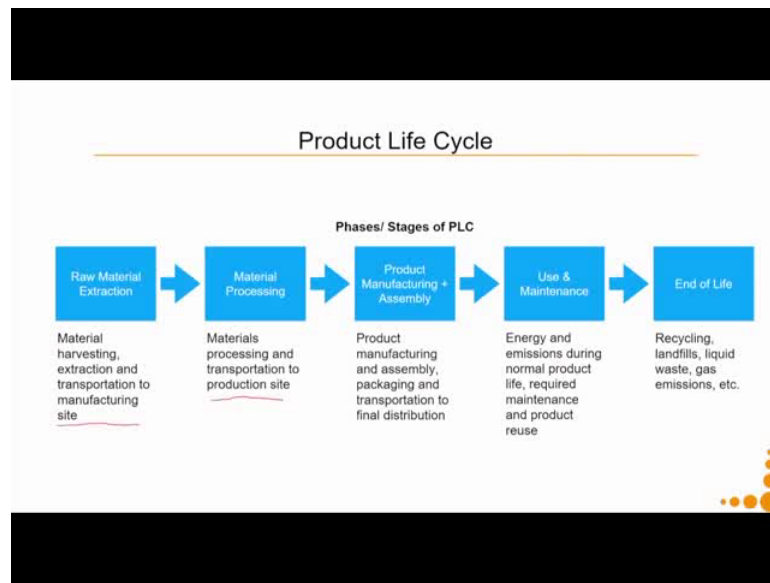 Product Life Cycle
Phases/ Stages of PLC
Raw Material
Extraction
Material
Processing
Product
Manufacturing +
Assembly
Use &
Maintenance
End of Life
Material
harvesting,
extraction and
transportation to
manufacturing
site
Materials
processing and
transportation to
production site
Product
manufacturing
and assembly,
packaging and
transportation to
final distribution
Energy and
emissions during
normal product
life, required
maintenance
and product
reuse
Recycling,
landfills, liquid
waste, gas
emissions, etc.